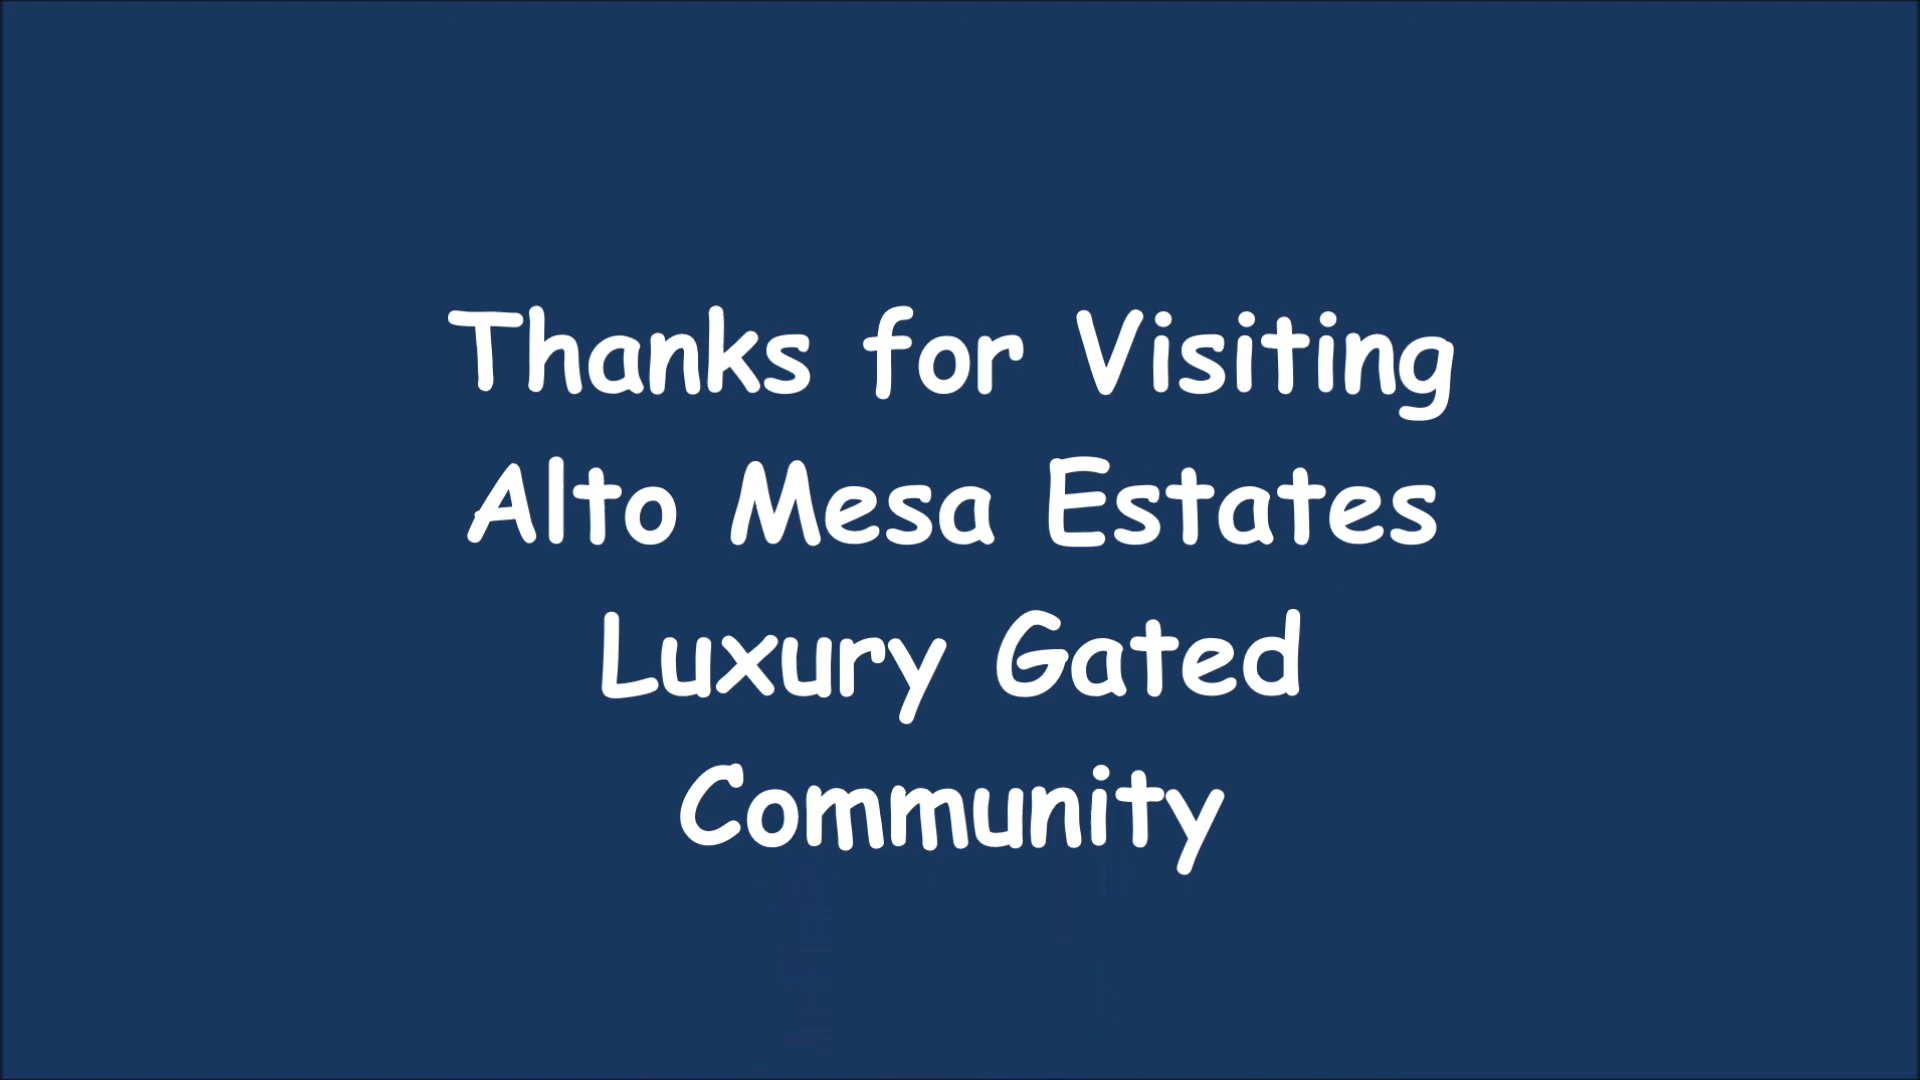 Thanks for Visiting
Alto Mesa Estates
Luxury Gated
Community